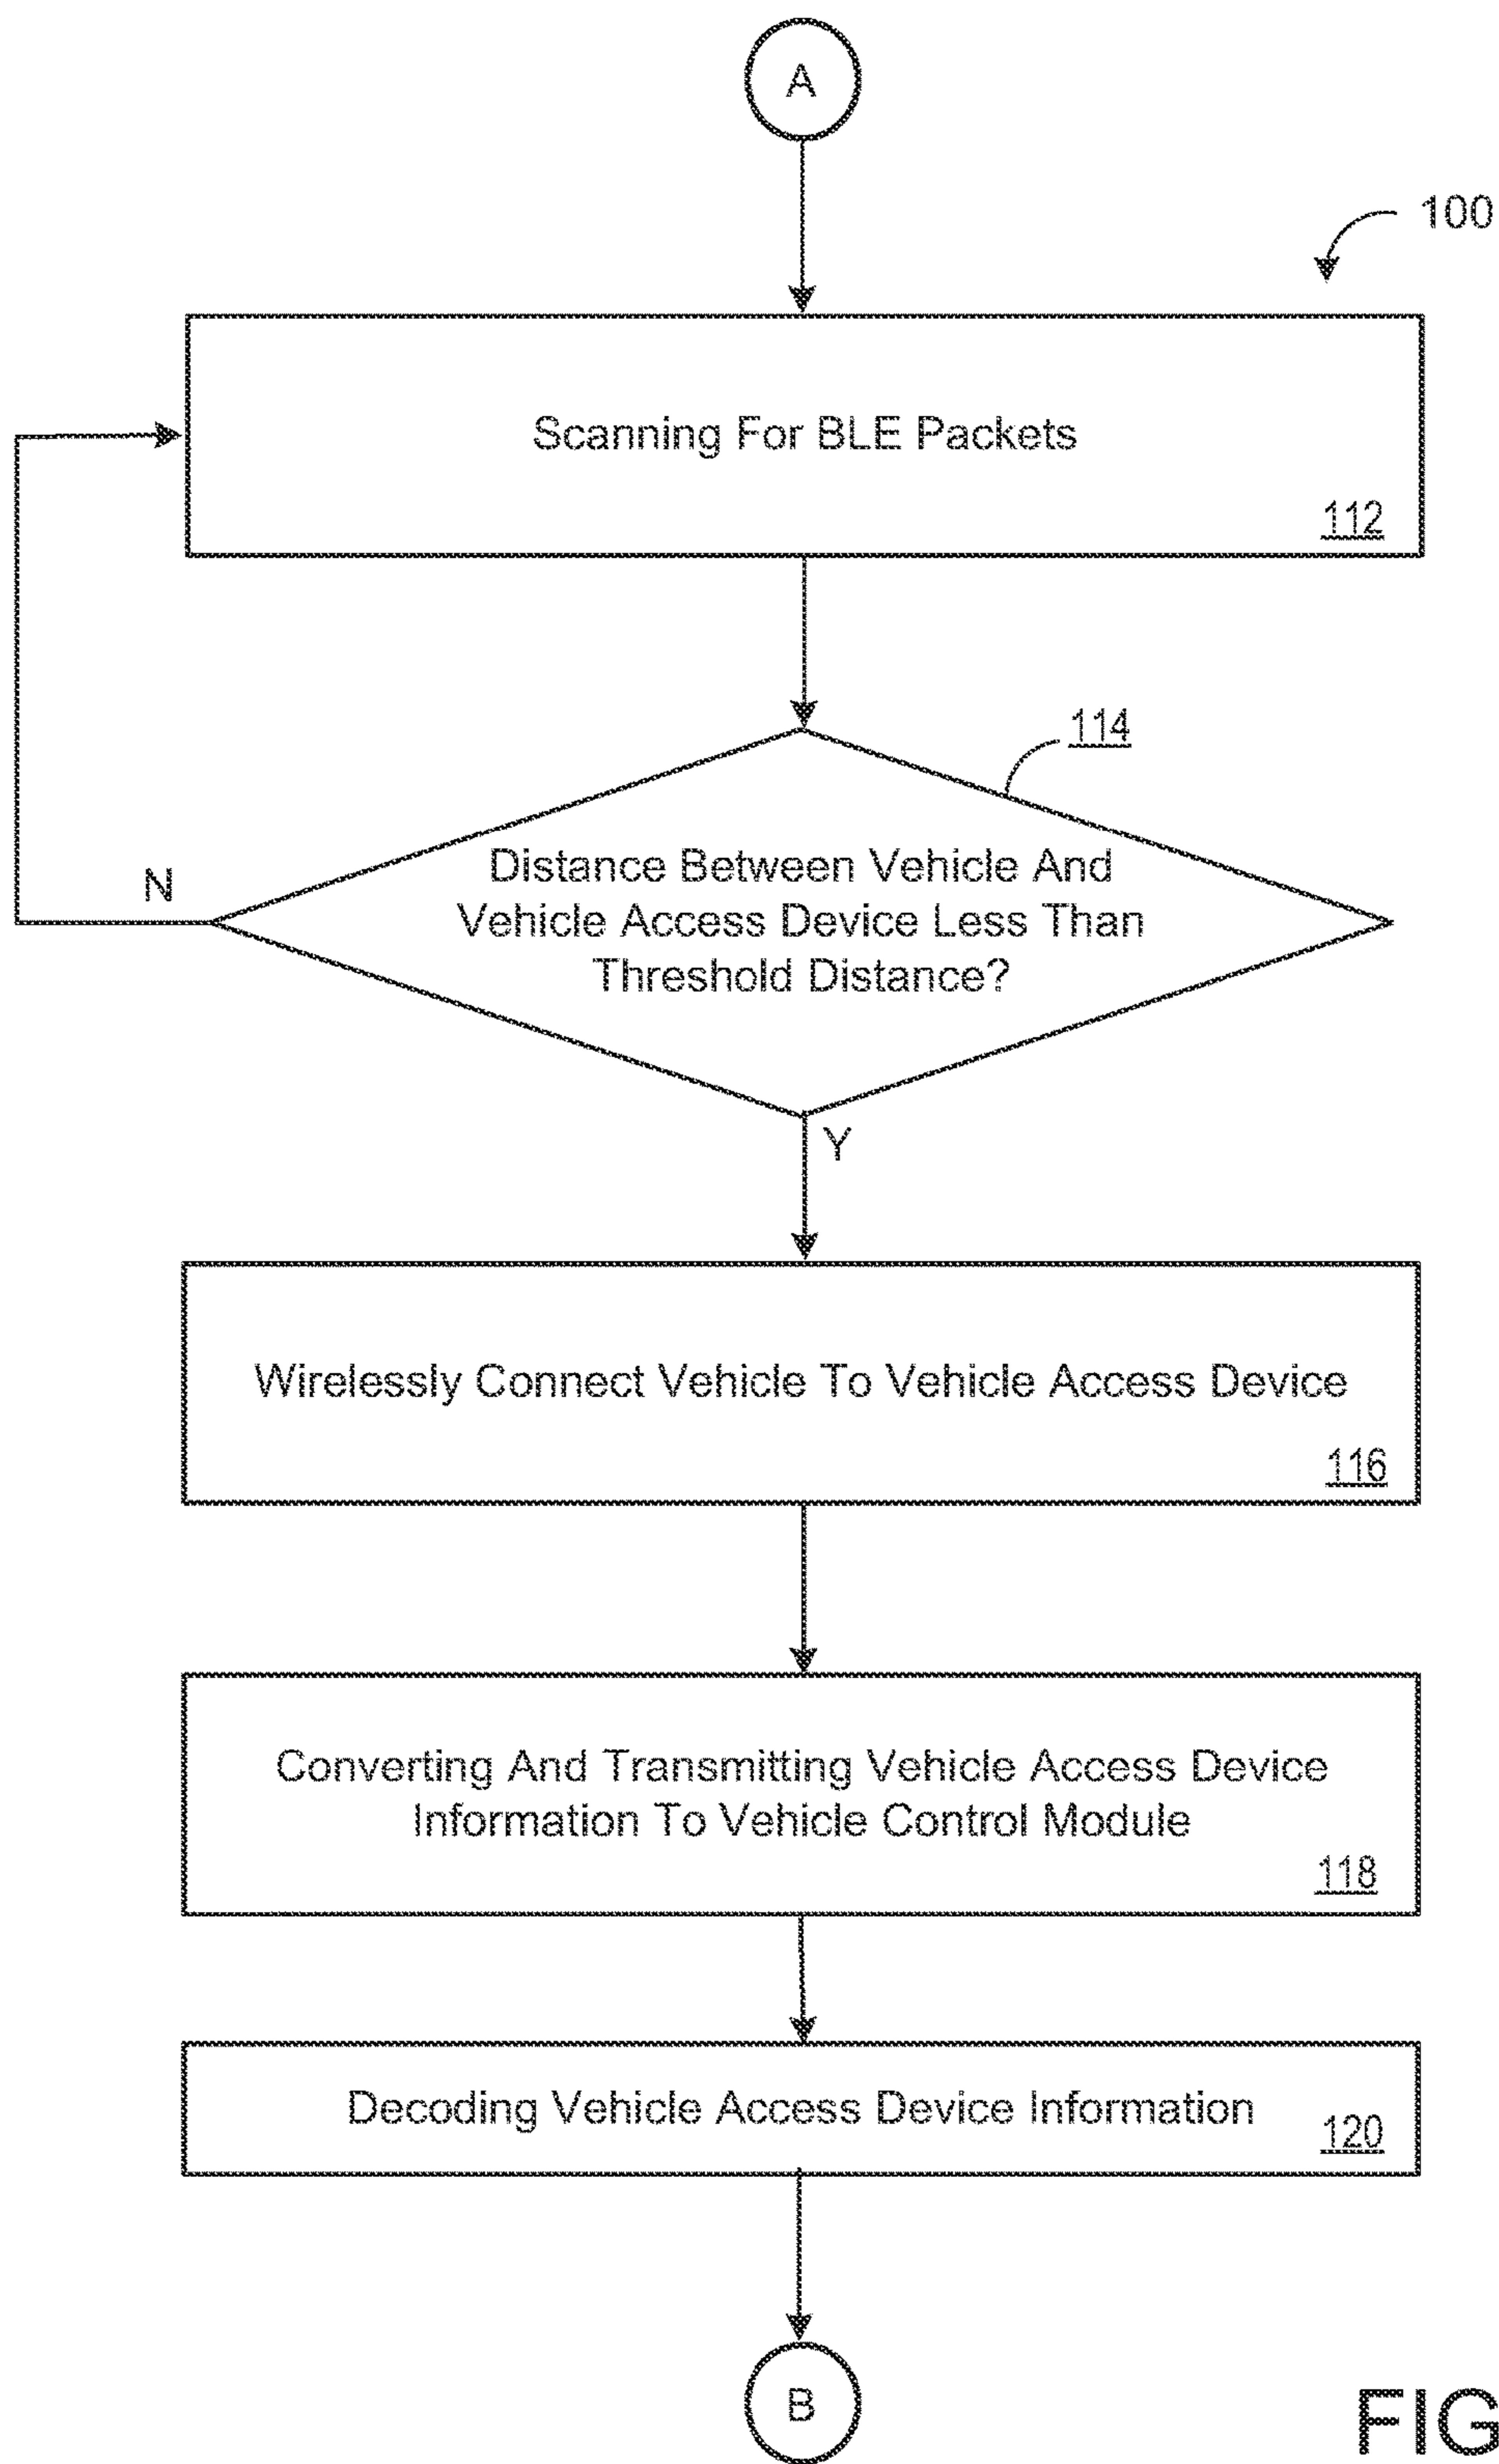 A
100
Scanning For BLE Packets
112
114
Distance Between Vehicle And
Vehicle Access Device Less Than
Threshold Distance?
N
Y
Wirelessly Connect Vehicle To Vehicle Access Device
116
Converting And Transmitting Vehicle Access Device
Information To Vehicle Control Module
118
Decoding Vehicle Access Device Information
120
B
FIG